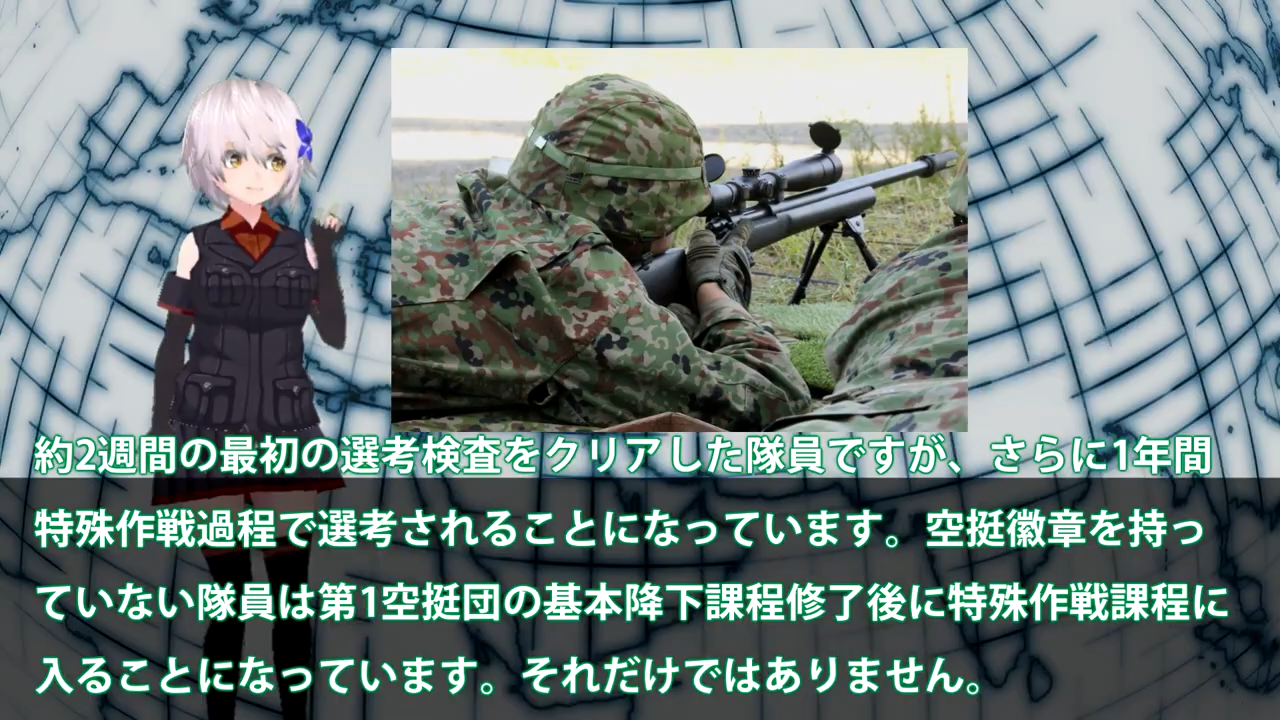 約2週間の最初の選考検査をクリアした隊員ですが、さらに1年間
特殊作戦過程で選考されることになっています。空挺徽章を持っ
ていない隊員は第1空挺団の基本降下課程修了後に特殊作戦課程に
入ることになっています。それだけではありません。